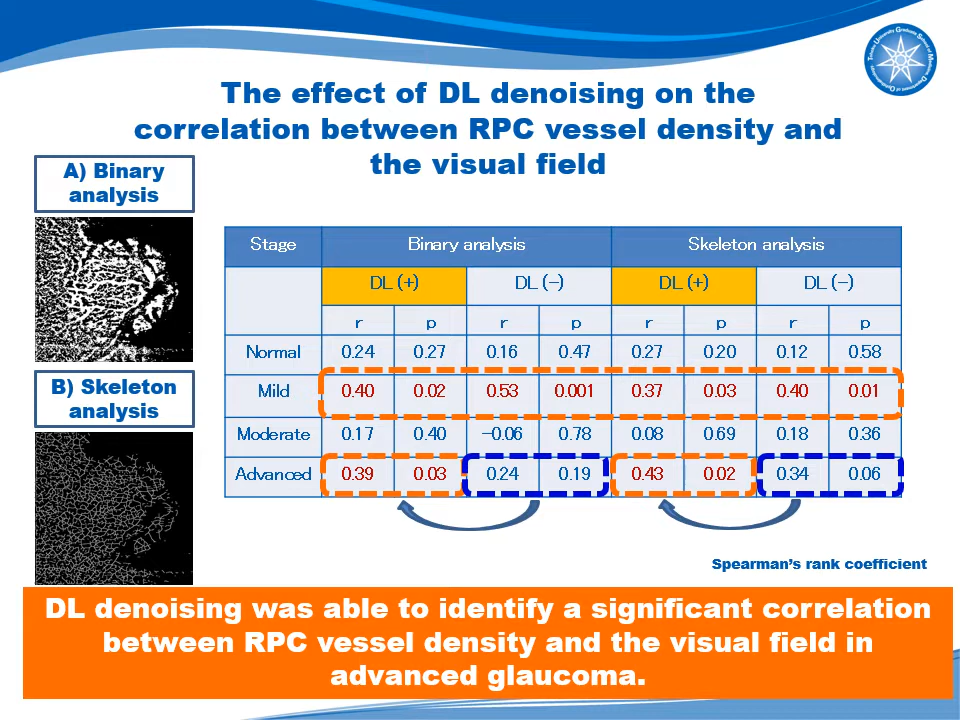 The effect of DL denoising on the
correlation between RPC vessel density and
the visual field
A) Binary
analysis
B) Skeleton
analysis
Stage Binary analysis Skeleton analysis
DL (+) DL (−) DL (+) DL (−)
r p r p r p r p
Normal 0.24 0.27 0.16 0.47 0.27 0.20 0.12 0.58
Mild 0.40 0.02 0.53 0.001 0.37 0.03 0.40 0.01
Moderate 0.17 0.40 −0.06 0.78 0.08 0.69 0.18 0.36
Advanced 0.39 0.03 0.24 0.19 0.43 0.02 0.34 0.06
Spearman’s rank coefficient
DL denoising was able to identify a significant correlation
between RPC vessel density and the visual field in
advanced glaucoma.